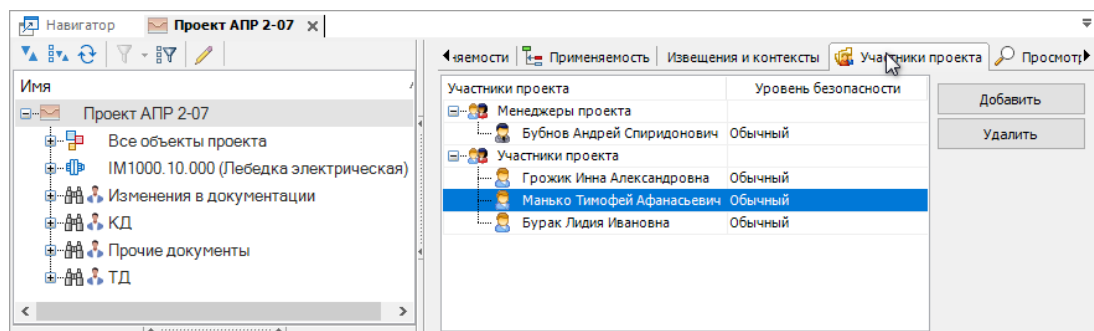 Навигатор Проект АПР 2-07
няемости Применяемость Извещения и контексты Участники проекта
Имя
Проект АПР 2-07
Все объекты проекта
IM1000.10.000 (Лебедка электрическая)
Изменения в документации
КД
Прочие документы
ТД
Участники проекта Уровень безопасности
Менеджеры проекта
Бубнов Андрей Спиридонович Обычный
Участники проекта
Грожик Инна Александровна Обычный
Манько Тимофей Афанасьевич Обычный
Бурак Лидия Ивановна Обычный
Добавить
Удалить